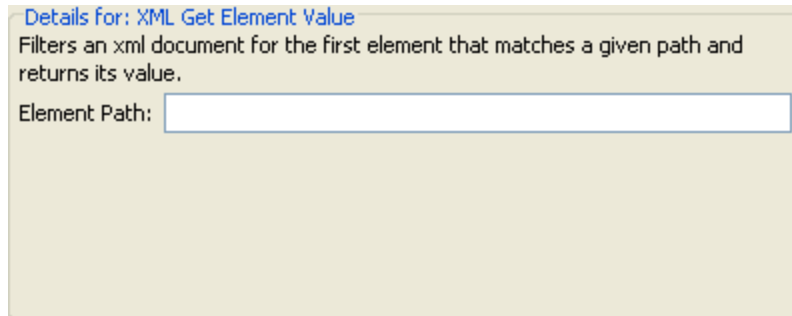 Details for: XML Get Element Value
Filters an xml document for the first element that matches a given path and
returns its value.
Element Path: